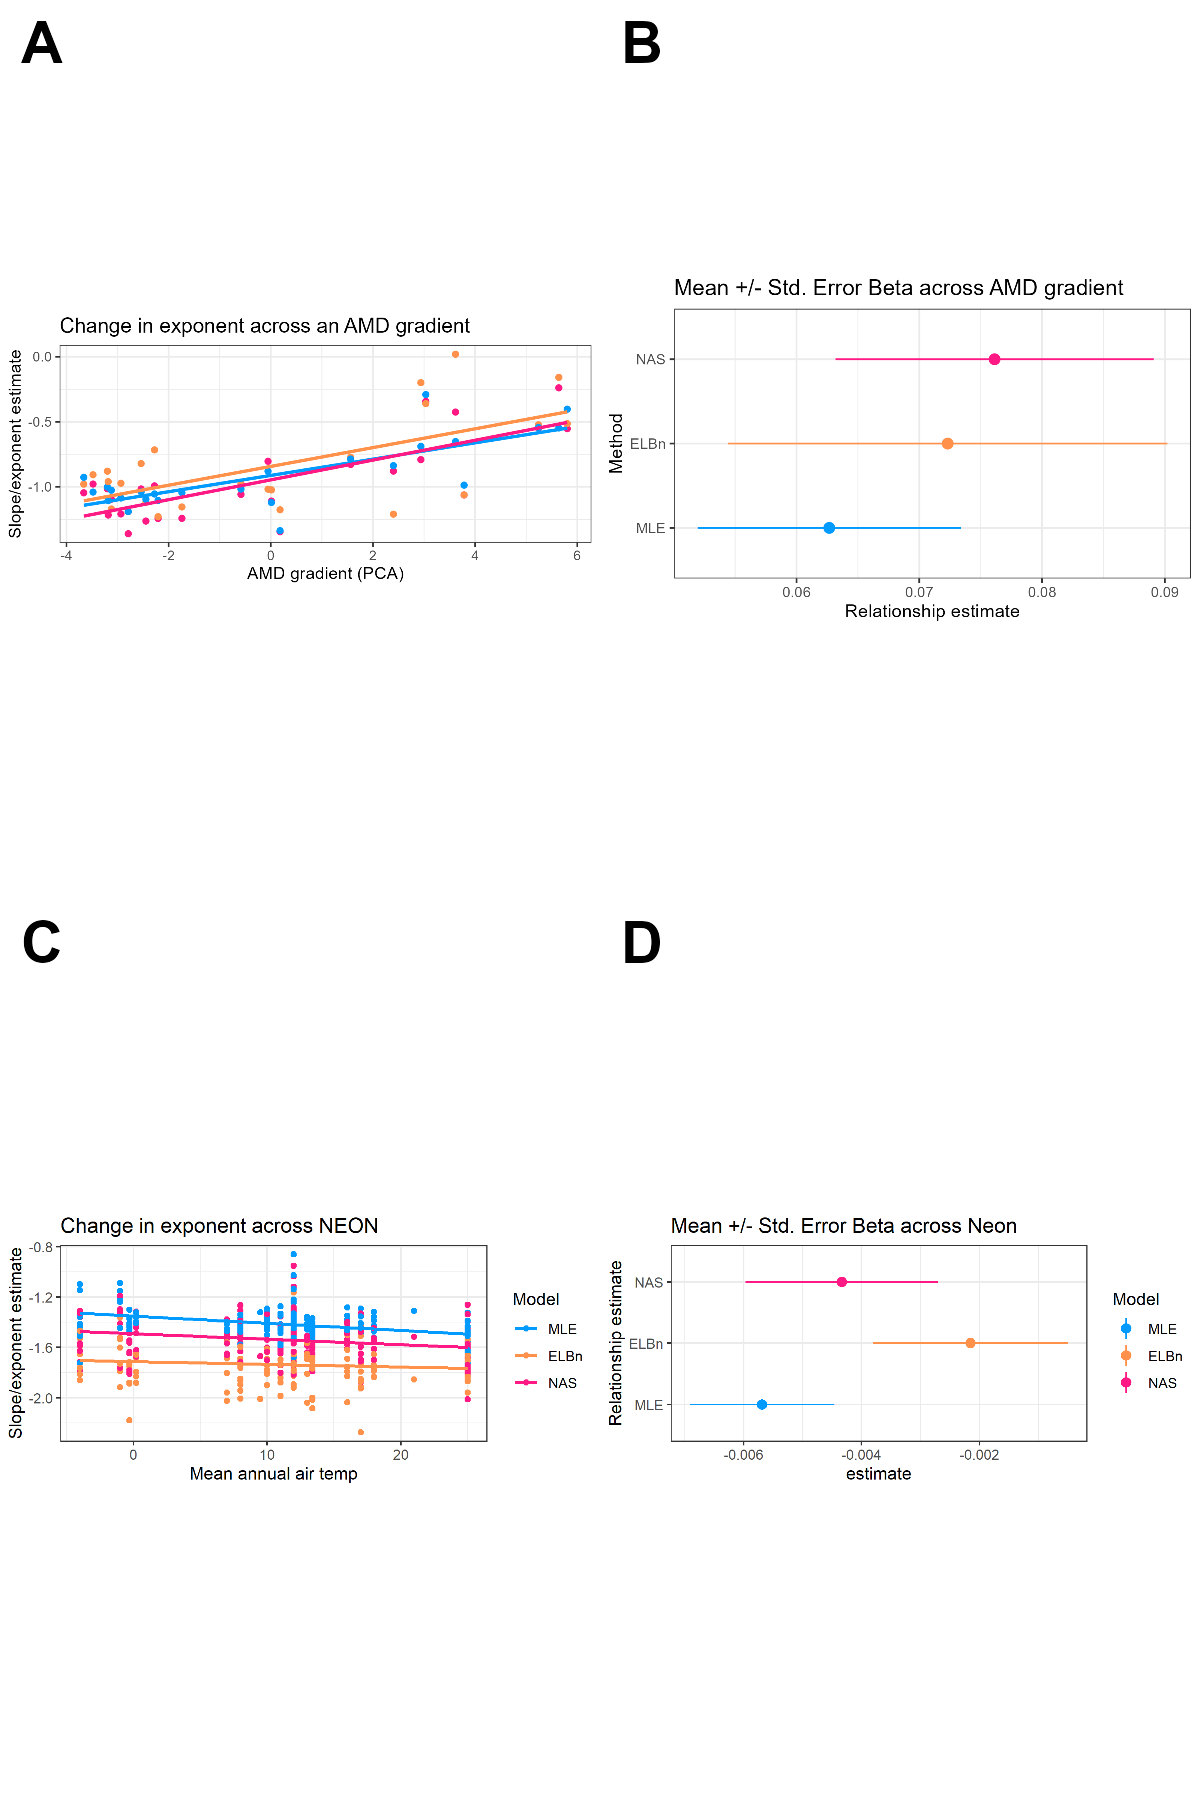 A
B
Change in exponent across an AMD gradient
Slope/exponent estimate
0.0
-0.5
-1.0
-4
-2
0
2
4
6
AMD gradient (PCA)
Mean +/- Std. Error Beta across AMD gradient
Method
NAS
ELBn
MLE
0.06
0.07
0.08
0.09
Relationship estimate
C
D
Change in exponent across NEON
Slope/exponent estimate
-0.8
-1.2
-1.6
-2.0
0
10
20
Mean annual air temp
Model
MLE
ELBn
NAS
Mean +/- Std. Error Beta across Neon
Relationship estimate
NAS
ELBn
MLE
-0.006
-0.004
-0.002
estimate
Model
MLE
ELBn
NAS